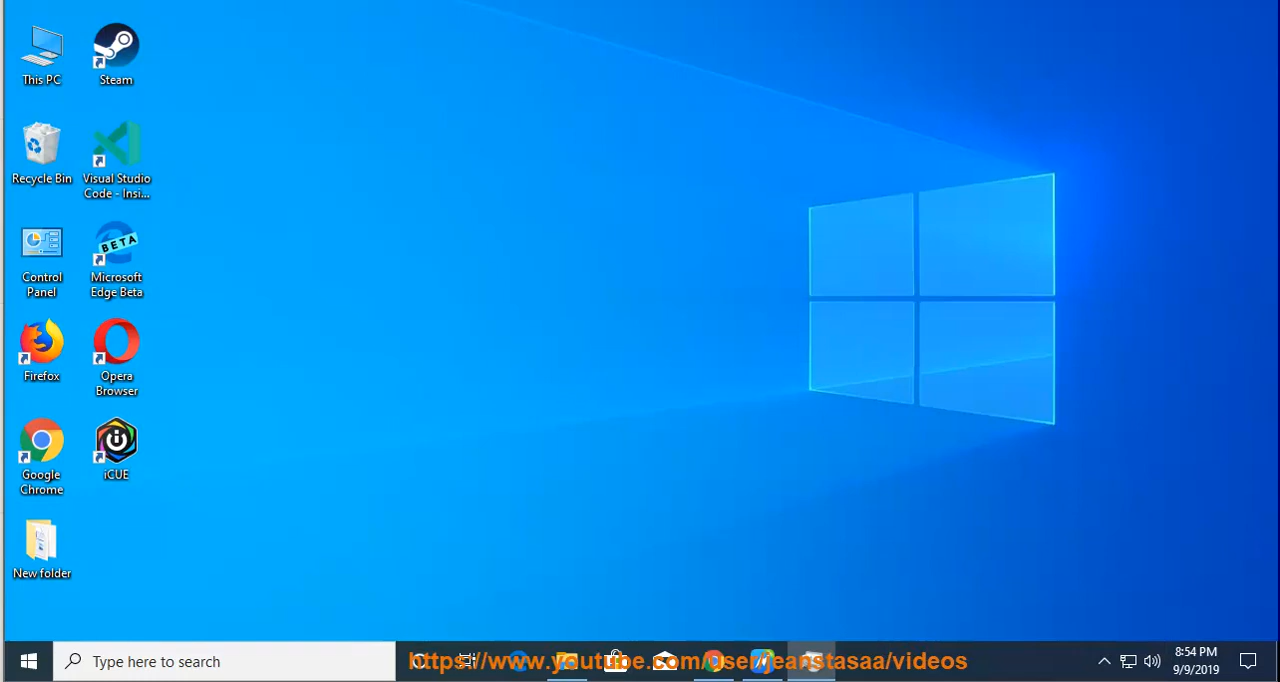 This PC
Steam
Recycle Bin
Visual Studio
Code - Insi...
Control
Panel
BETA
Microsoft
Edge Beta
Firefox
Opera
Browser
Google
Chrome
iCUE
New folder
Type here to search
https://www.youtube.com/user/jeanstasaa/videos
8:54 PM
9/9/2019